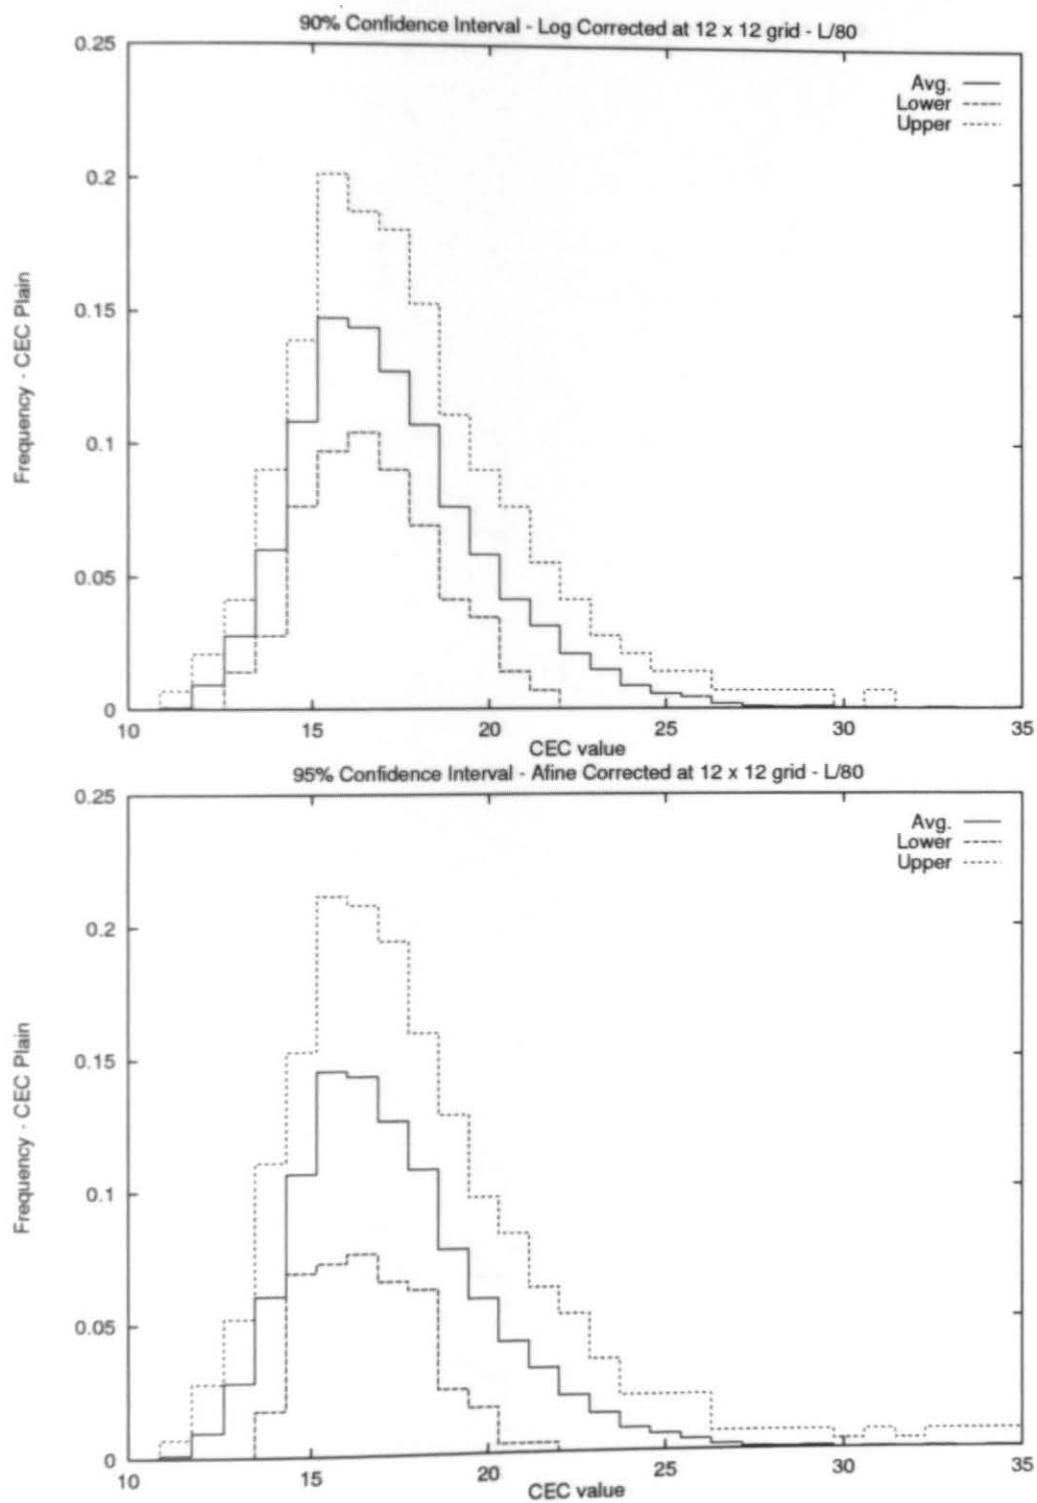 90% Confidence Interval - Log Corrected at 12 x 12 grid - L/80
0.25
0.2
0.15
0.1
0.05
0
Frequency - CEC Plain
Avg.
Lower
Upper
10 15 20 25 30 35
CEC value
95% Confidence Interval - Afine Corrected at 12 x 12 grid - L/80
0.25
0.2
0.15
0.1
0.05
0
Frequency - CEC Plain
Avg.
Lower
Upper
10 15 20 25 30 35
CEC value